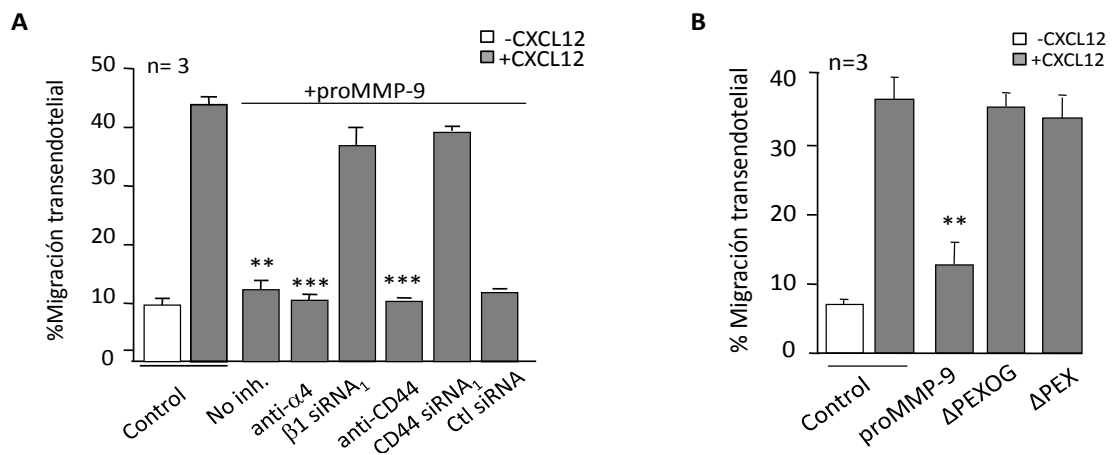 A
-CXCL12
+CXCL12
n= 3
+proMMP-9
%Migración transendotelial
50
40
30
20
10
0
** *** ***
Control
No inh.
anti-α4
β1 siRNA₁
anti-CD44
CD44 siRNA₁
Ctl siRNA
B
-CXCL12
+CXCL12
n=3
% Migración transendotelial
40
30
20
10
0
**
Control
proMMP-9
ΔPEXOG
ΔPEX